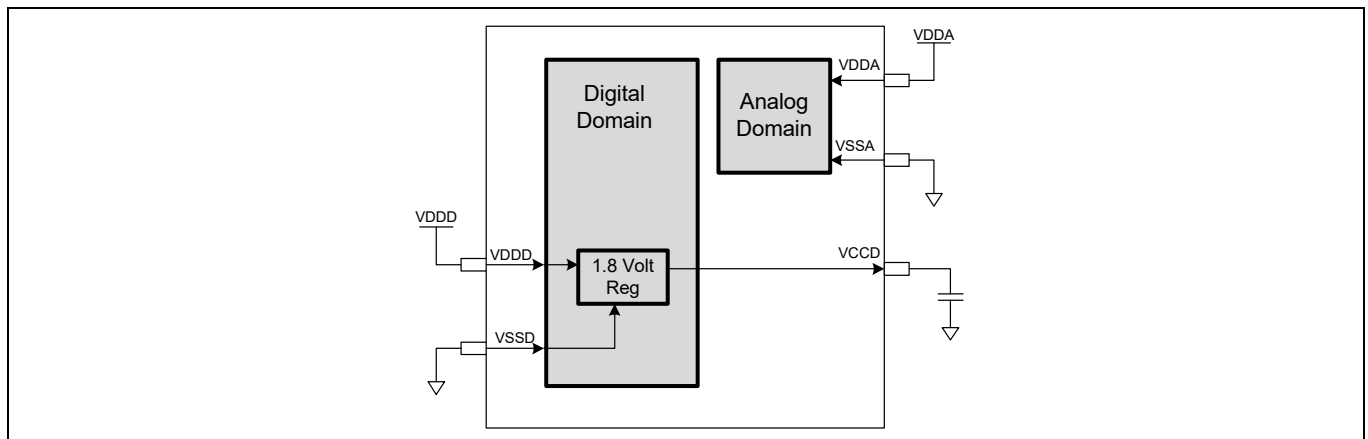 VDDA
VDDA
Digital
Domain
Analog
Domain
VSSA
VDDD
VDDD
1.8 Volt
Reg
VCCD
VSSD